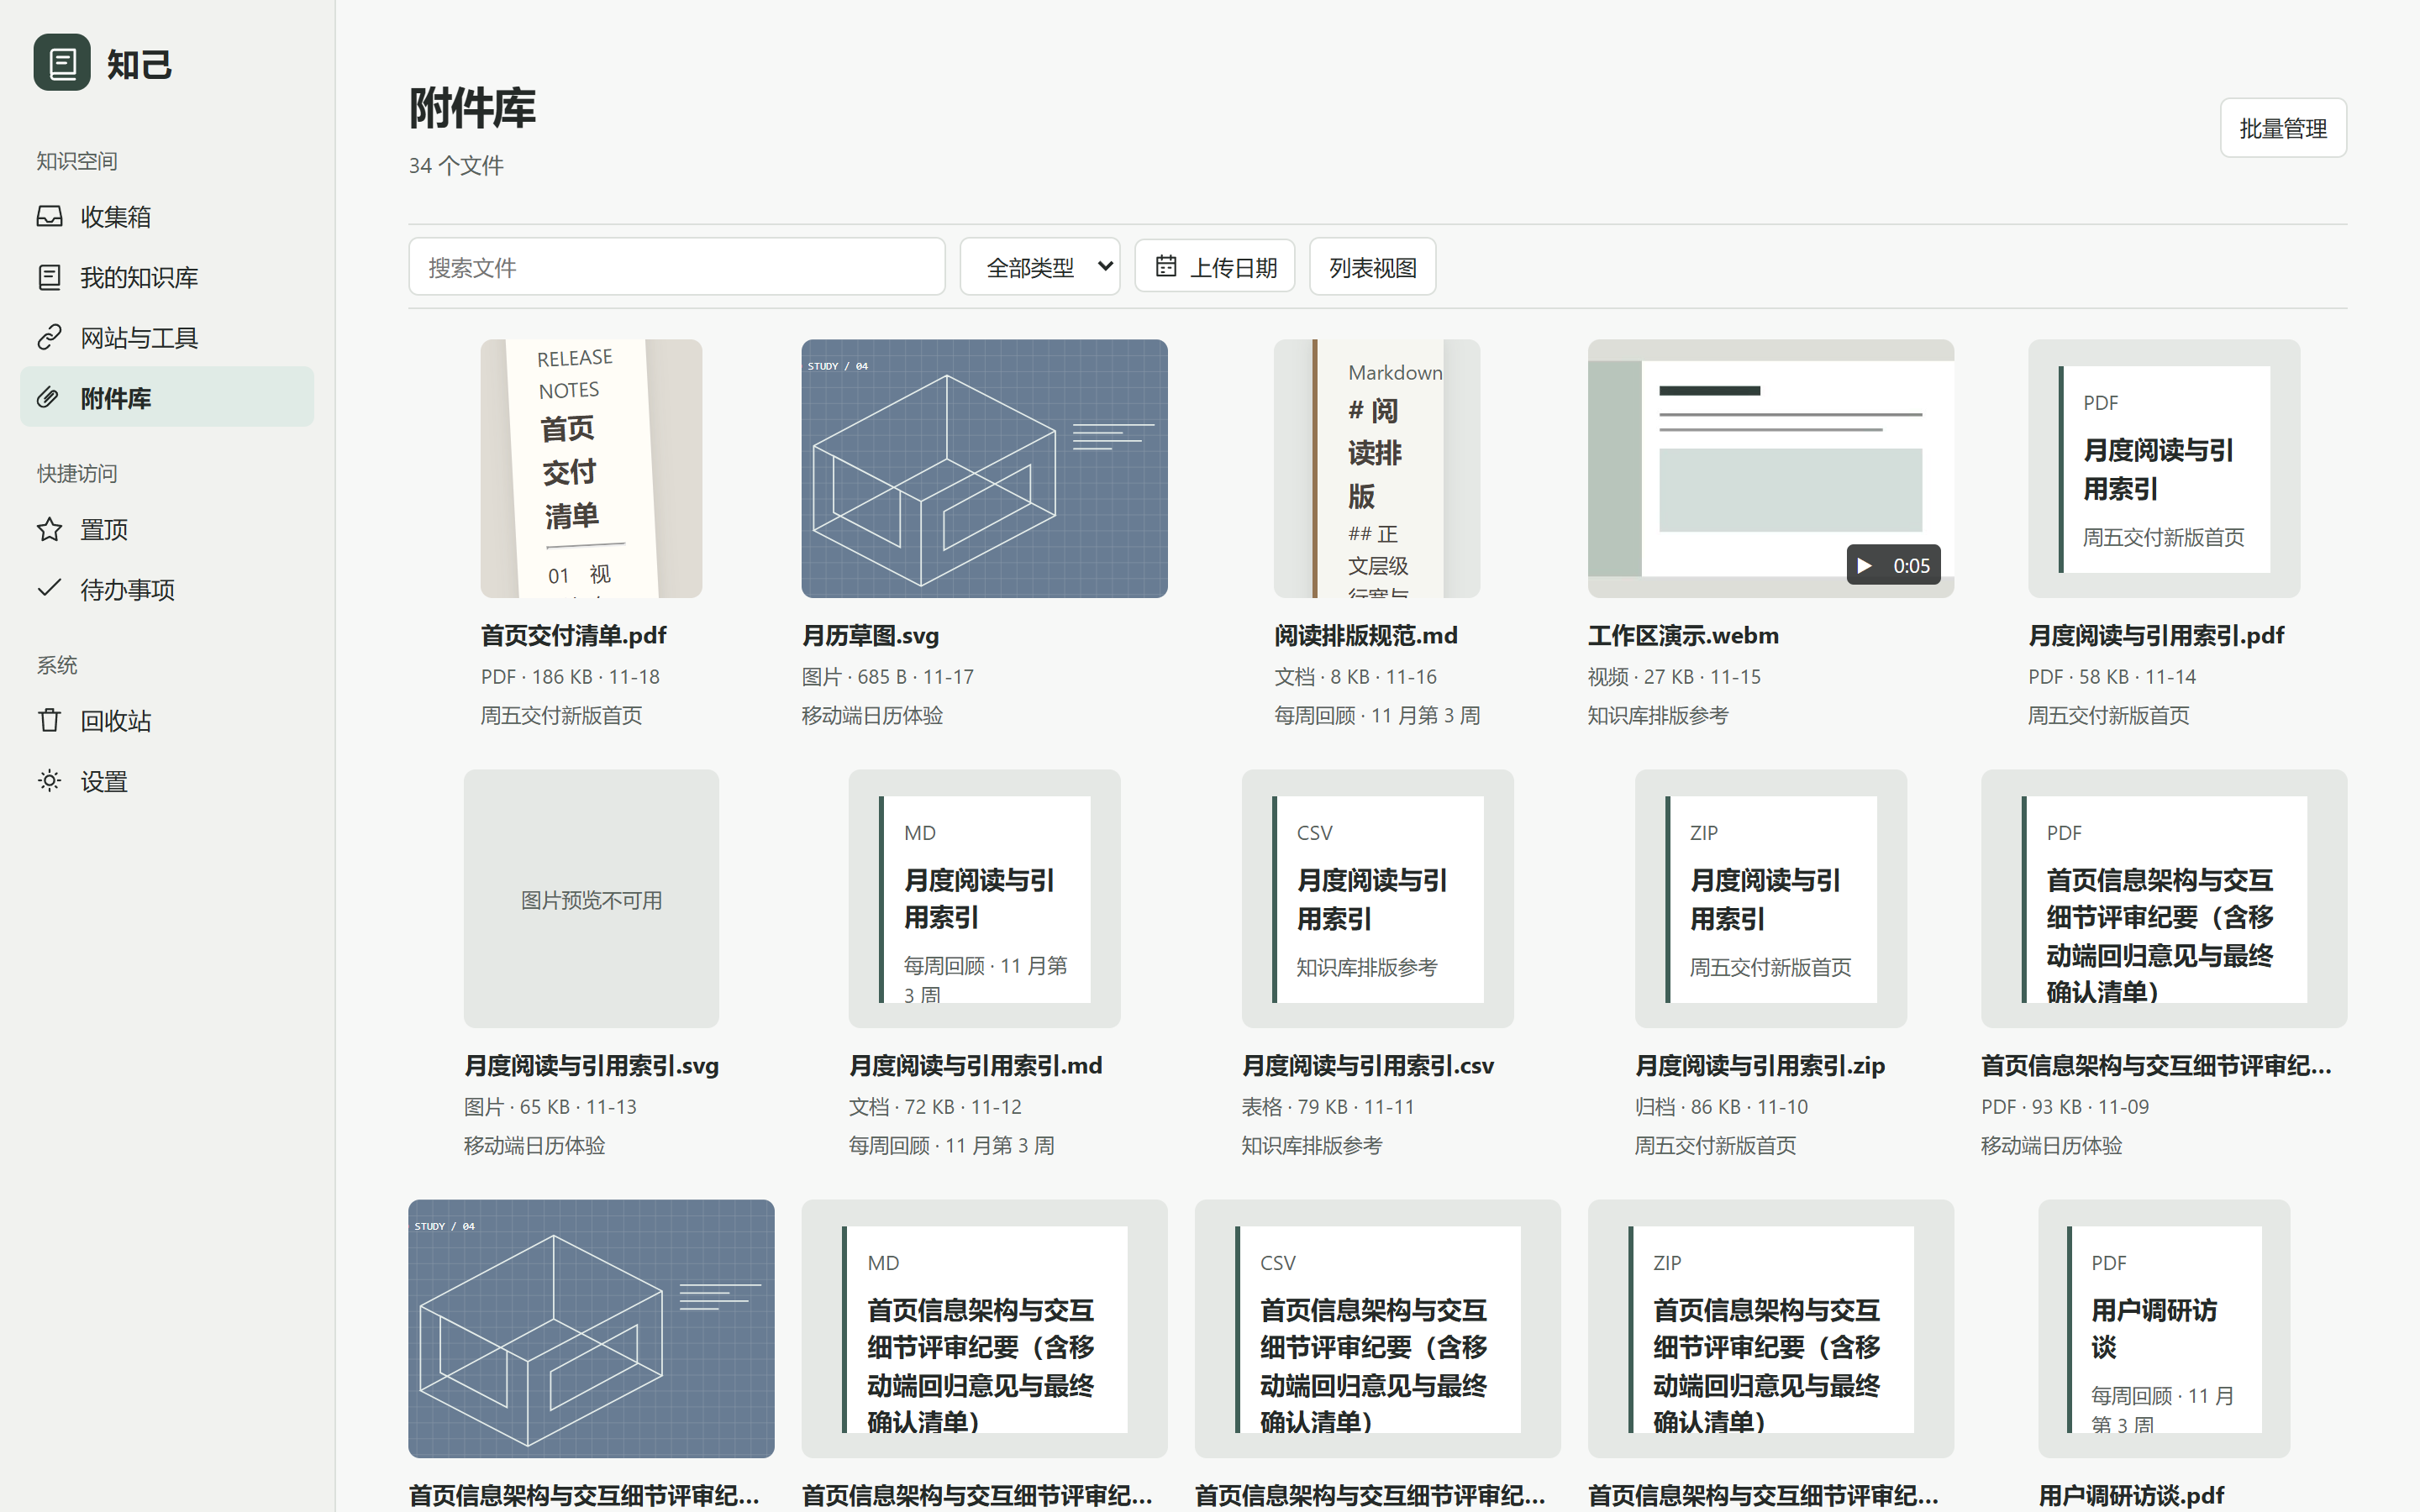 知己
知识空间
收集箱
我的知识库
网站与工具
附件库
快捷访问
置顶
待办事项
系统
回收站
设置
附件库
34 个文件
批量管理
搜索文件
全部类型
上传日期
列表视图
RELEASE
NOTES
首页
交付
清单
01 视
首页交付清单.pdf
PDF · 186 KB · 11-18
周五交付新版首页
STUDY / 04
月历草图.svg
图片 · 685 B · 11-17
移动端日历体验
Markdown
# 阅
读排
版
## 正
文层级
行宽与
阅读排版规范.md
文档 · 8 KB · 11-16
每周回顾 · 11 月第 3 周
0:05
工作区演示.webm
视频 · 27 KB · 11-15
知识库排版参考
PDF
月度阅读与引
用索引
周五交付新版首页
月度阅读与引用索引.pdf
PDF · 58 KB · 11-14
周五交付新版首页
图片预览不可用
月度阅读与引用索引.svg
图片 · 65 KB · 11-13
移动端日历体验
MD
月度阅读与引
用索引
每周回顾 · 11 月第
3 周
月度阅读与引用索引.md
文档 · 72 KB · 11-12
每周回顾 · 11 月第 3 周
CSV
月度阅读与引
用索引
知识库排版参考
月度阅读与引用索引.csv
表格 · 79 KB · 11-11
知识库排版参考
ZIP
月度阅读与引
用索引
周五交付新版首页
月度阅读与引用索引.zip
归档 · 86 KB · 11-10
周五交付新版首页
PDF
首页信息架构与交互
细节评审纪要（含移
动端回归意见与最终
确认清单）
首页信息架构与交互细节评审纪...
PDF · 93 KB · 11-09
移动端日历体验
STUDY / 04
首页信息架构与交互细节评审纪...
MD
首页信息架构与交互
细节评审纪要（含移
动端回归意见与最终
确认清单）
首页信息架构与交互细节评审纪...
CSV
首页信息架构与交互
细节评审纪要（含移
动端回归意见与最终
确认清单）
首页信息架构与交互细节评审纪...
ZIP
首页信息架构与交互
细节评审纪要（含移
动端回归意见与最终
确认清单）
首页信息架构与交互细节评审纪...
PDF
用户调研访
谈
每周回顾 · 11 月
第 3 周
用户调研访谈.pdf